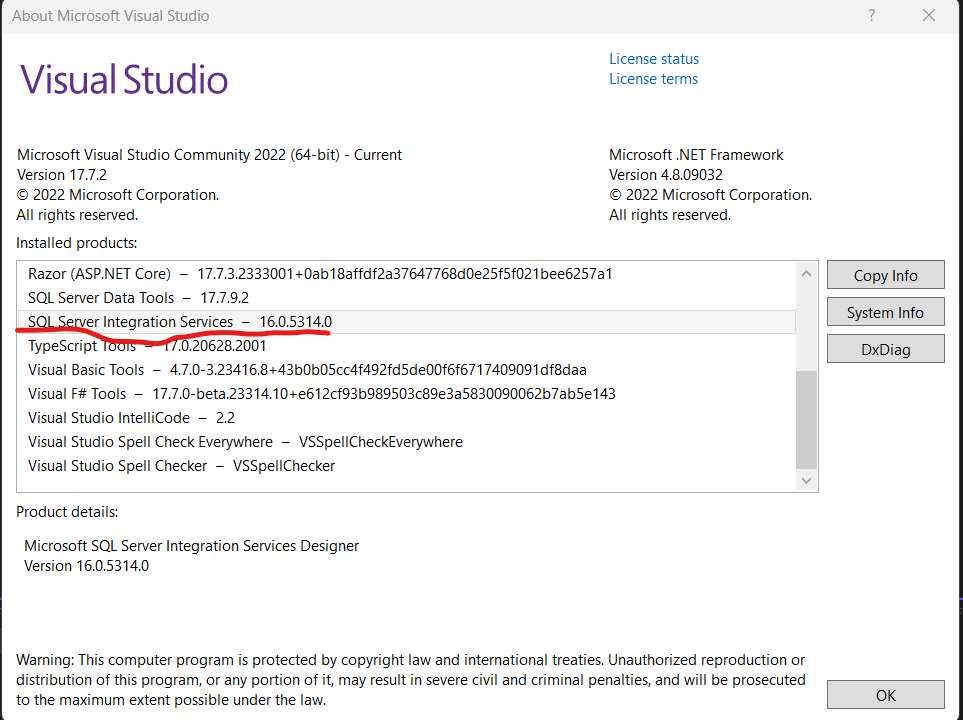 About Microsoft Visual Studio
?
Visual Studio
License status
License terms
Microsoft Visual Studio Community 2022 (64-bit) - Current
Version 17.7.2
© 2022 Microsoft Corporation.
All rights reserved.
Microsoft .NET Framework
Version 4.8.09032
© 2022 Microsoft Corporation.
All rights reserved.
Installed products:
Razor (ASP.NET Core) – 17.7.3.2333001+0ab18affdf2a37647768d0e25f5f021bee6257a1
SQL Server Data Tools – 17.7.9.2
SQL Server Integration Services – 16.0.5314.0
TypeScript Tools – 17.0.20628.2001
Visual Basic Tools – 4.7.0-3.23416.8+43b0b05cc4f492fd5de00f6f6717409091df8daa
Visual F# Tools – 17.7.0-beta.23314.10+e612cf93b989503c89e3a5830090062b7ab5e143
Visual Studio IntelliCode – 2.2
Visual Studio Spell Check Everywhere – VSSpellCheckEverywhere
Visual Studio Spell Checker – VSSpellChecker
Copy Info
System Info
DxDiag
Product details:
Microsoft SQL Server Integration Services Designer
Version 16.0.5314.0
Warning: This computer program is protected by copyright law and international treaties. Unauthorized reproduction or
distribution of this program, or any portion of it, may result in severe civil and criminal penalties, and will be prosecuted
to the maximum extent possible under the law.
OK